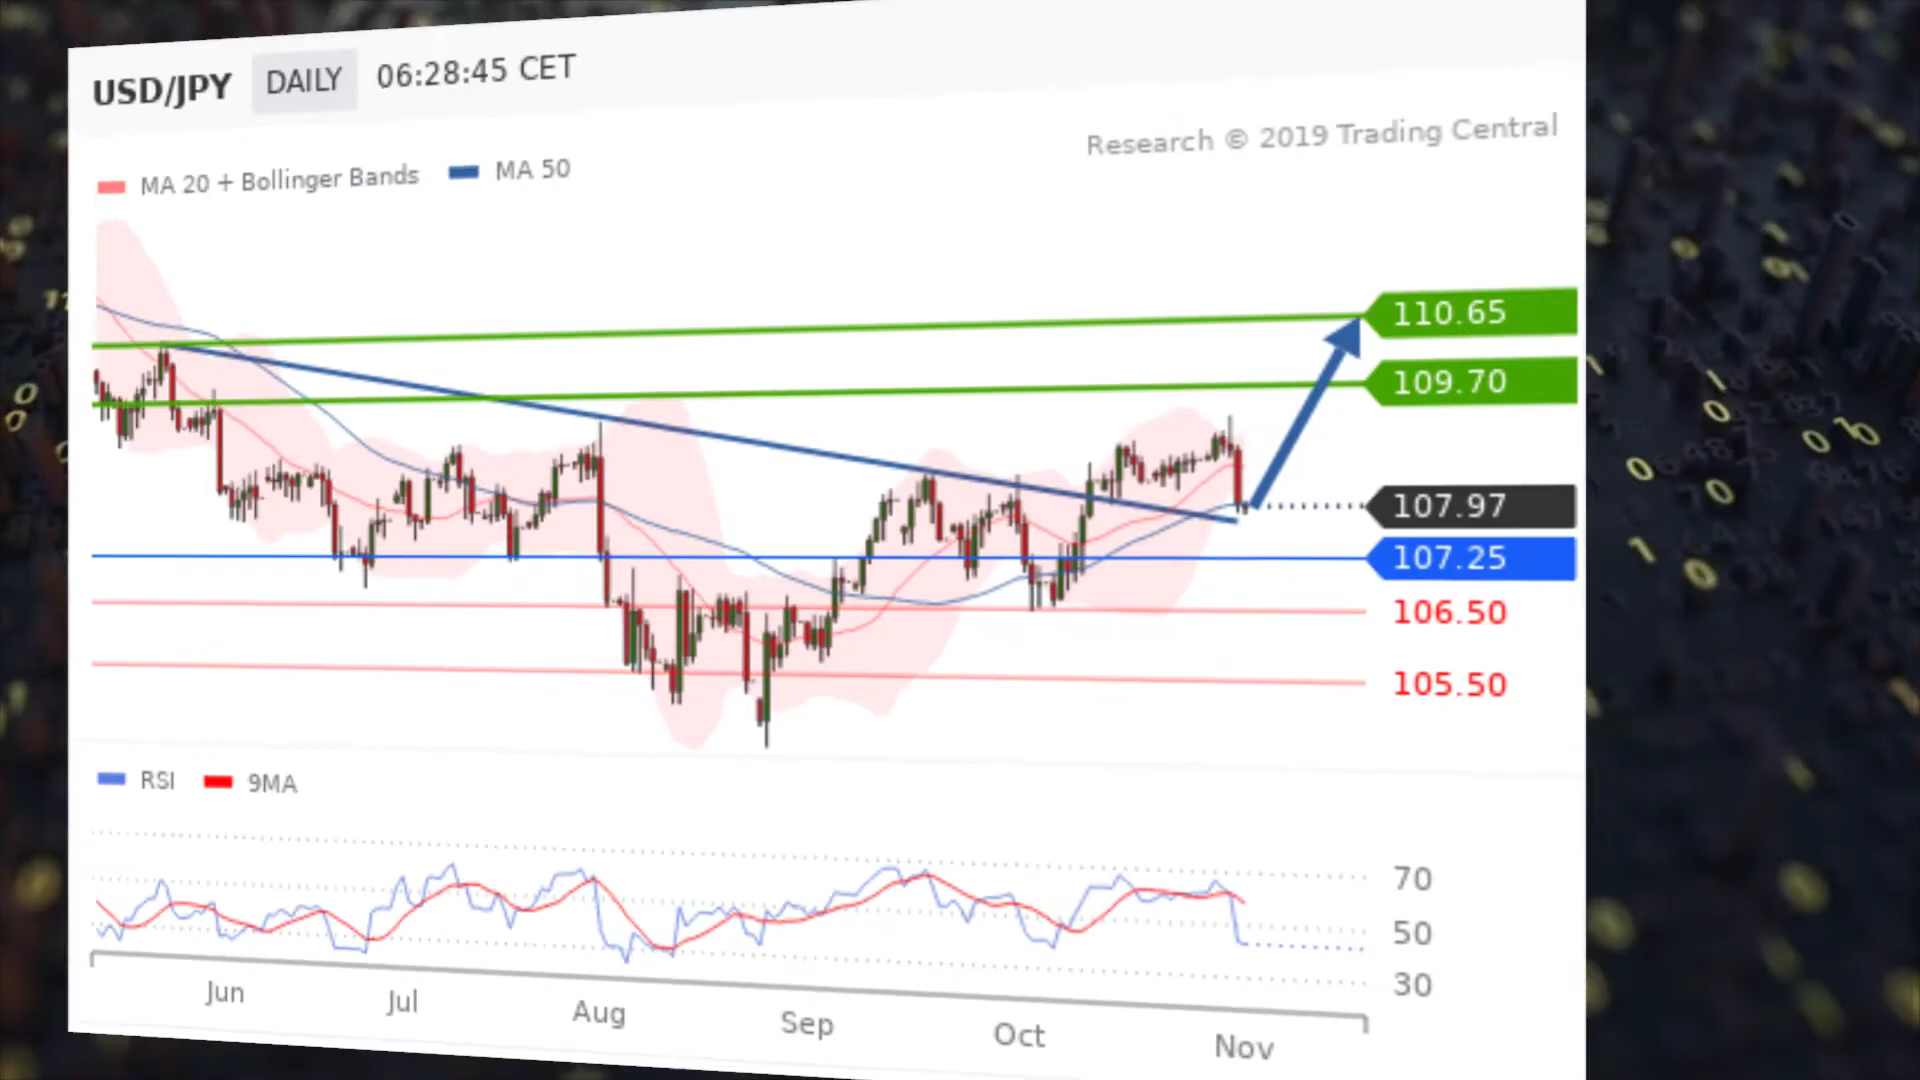 USD/JPY DAILY 06:28:45 CET
Research © 2019 Trading Central
MA 20 + Bollinger Bands MA 50
110.65
109.70
107.97
107.25
106.50
105.50
RSI 9MA
70
50
30
Jun Jul Aug Sep Oct Nov